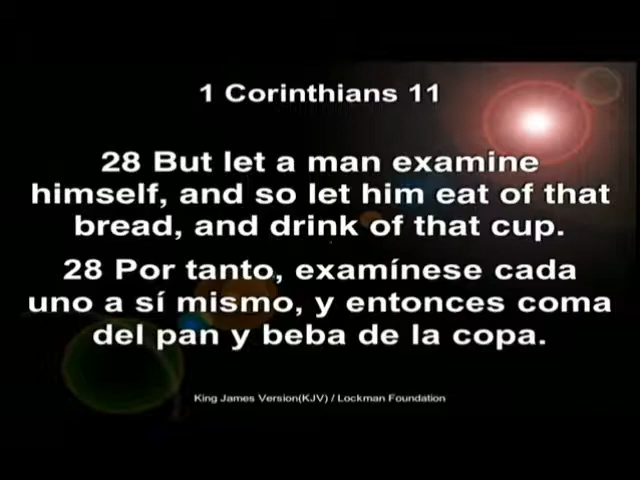 1 Corinthians 11
28 But let a man examine
himself, and so let him eat of that
bread, and drink of that cup.
28 Por tanto, examínese cada
uno a sí mismo, y entonces coma
del pan y beba de la copa.
King James Version(KJV) / Lockman Foundation